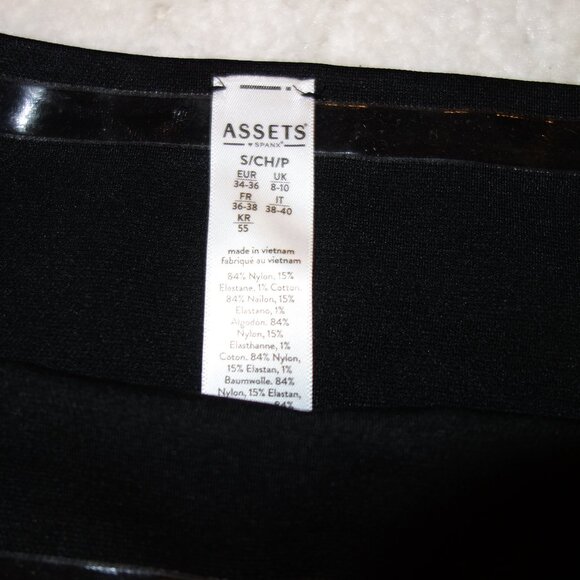 ASSETS®
♥ SPANX®
S/CH/P
EUR UK
34-36 8-10
FR IT
36-38 38-40
KR
55
made in vietnam
fabriqué au vietnam
84% Nylon, 15%
Elastane, 1% Cotton.
84% Nailon, 15%
Elastano, 1%
Algodon. 84%
Nylon, 15%
Elasthanne, 1%
Coton. 84% Nylon,
15% Elastan, 1%
Baumwolle. 84%
Nylon, 15% Elastan,
84%